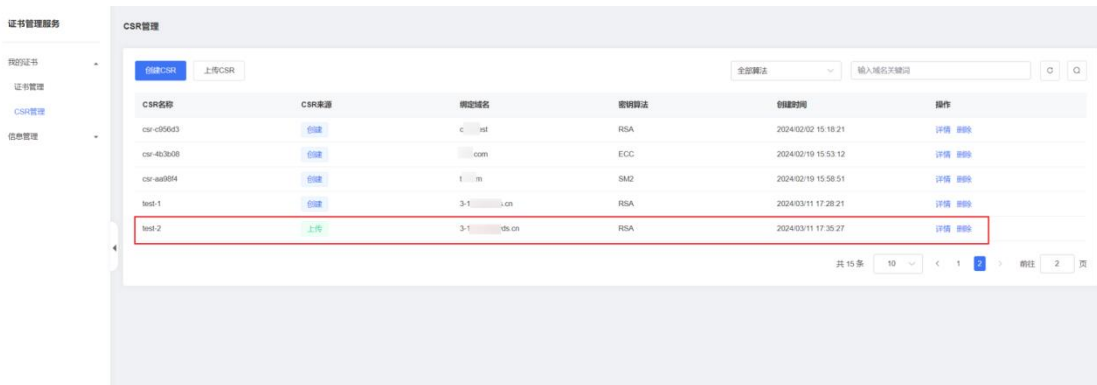 证书管理服务
CSR管理
我的证书
证书管理
CSR管理
信息管理
创建CSR 上传CSR 全部算法 输入域名关键词
CSR名称 CSR来源 绑定域名 密钥算法 创建时间 操作
csr-c956d3 创建 c est RSA 2024/02/02 15:18:21 详情 删除
csr-4b3b08 创建 com ECC 2024/02/19 15:53:12 详情 删除
csr-aa98f4 创建 t m SM2 2024/02/19 15:58:51 详情 删除
test-1 创建 3-1 s.cn RSA 2024/03/11 17:28:21 详情 删除
test-2 上传 3-1 ds.cn RSA 2024/03/11 17:35:27 详情 删除
共 15 条 10 1 2 前往 2 页